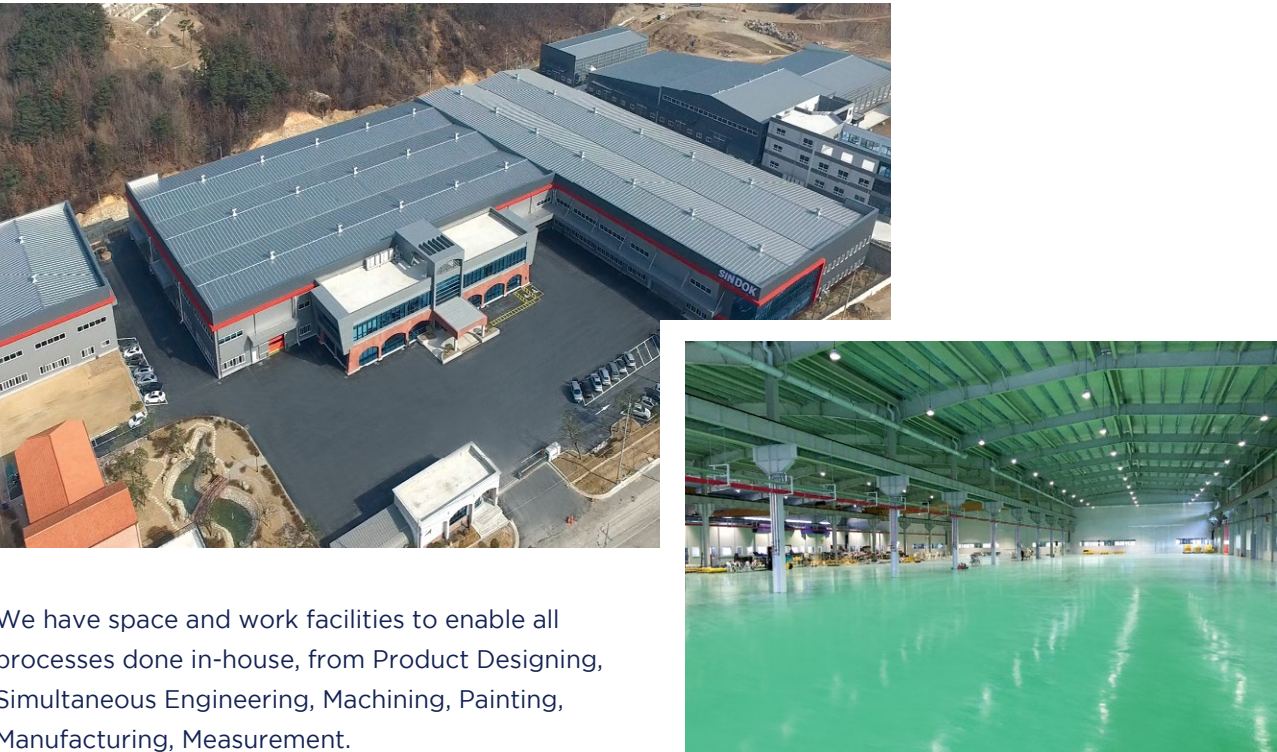 SINDOK
We have space and work facilities to enable all
processes done in-house, from Product Designing,
Simultaneous Engineering, Machining, Painting,
Manufacturing, Measurement.